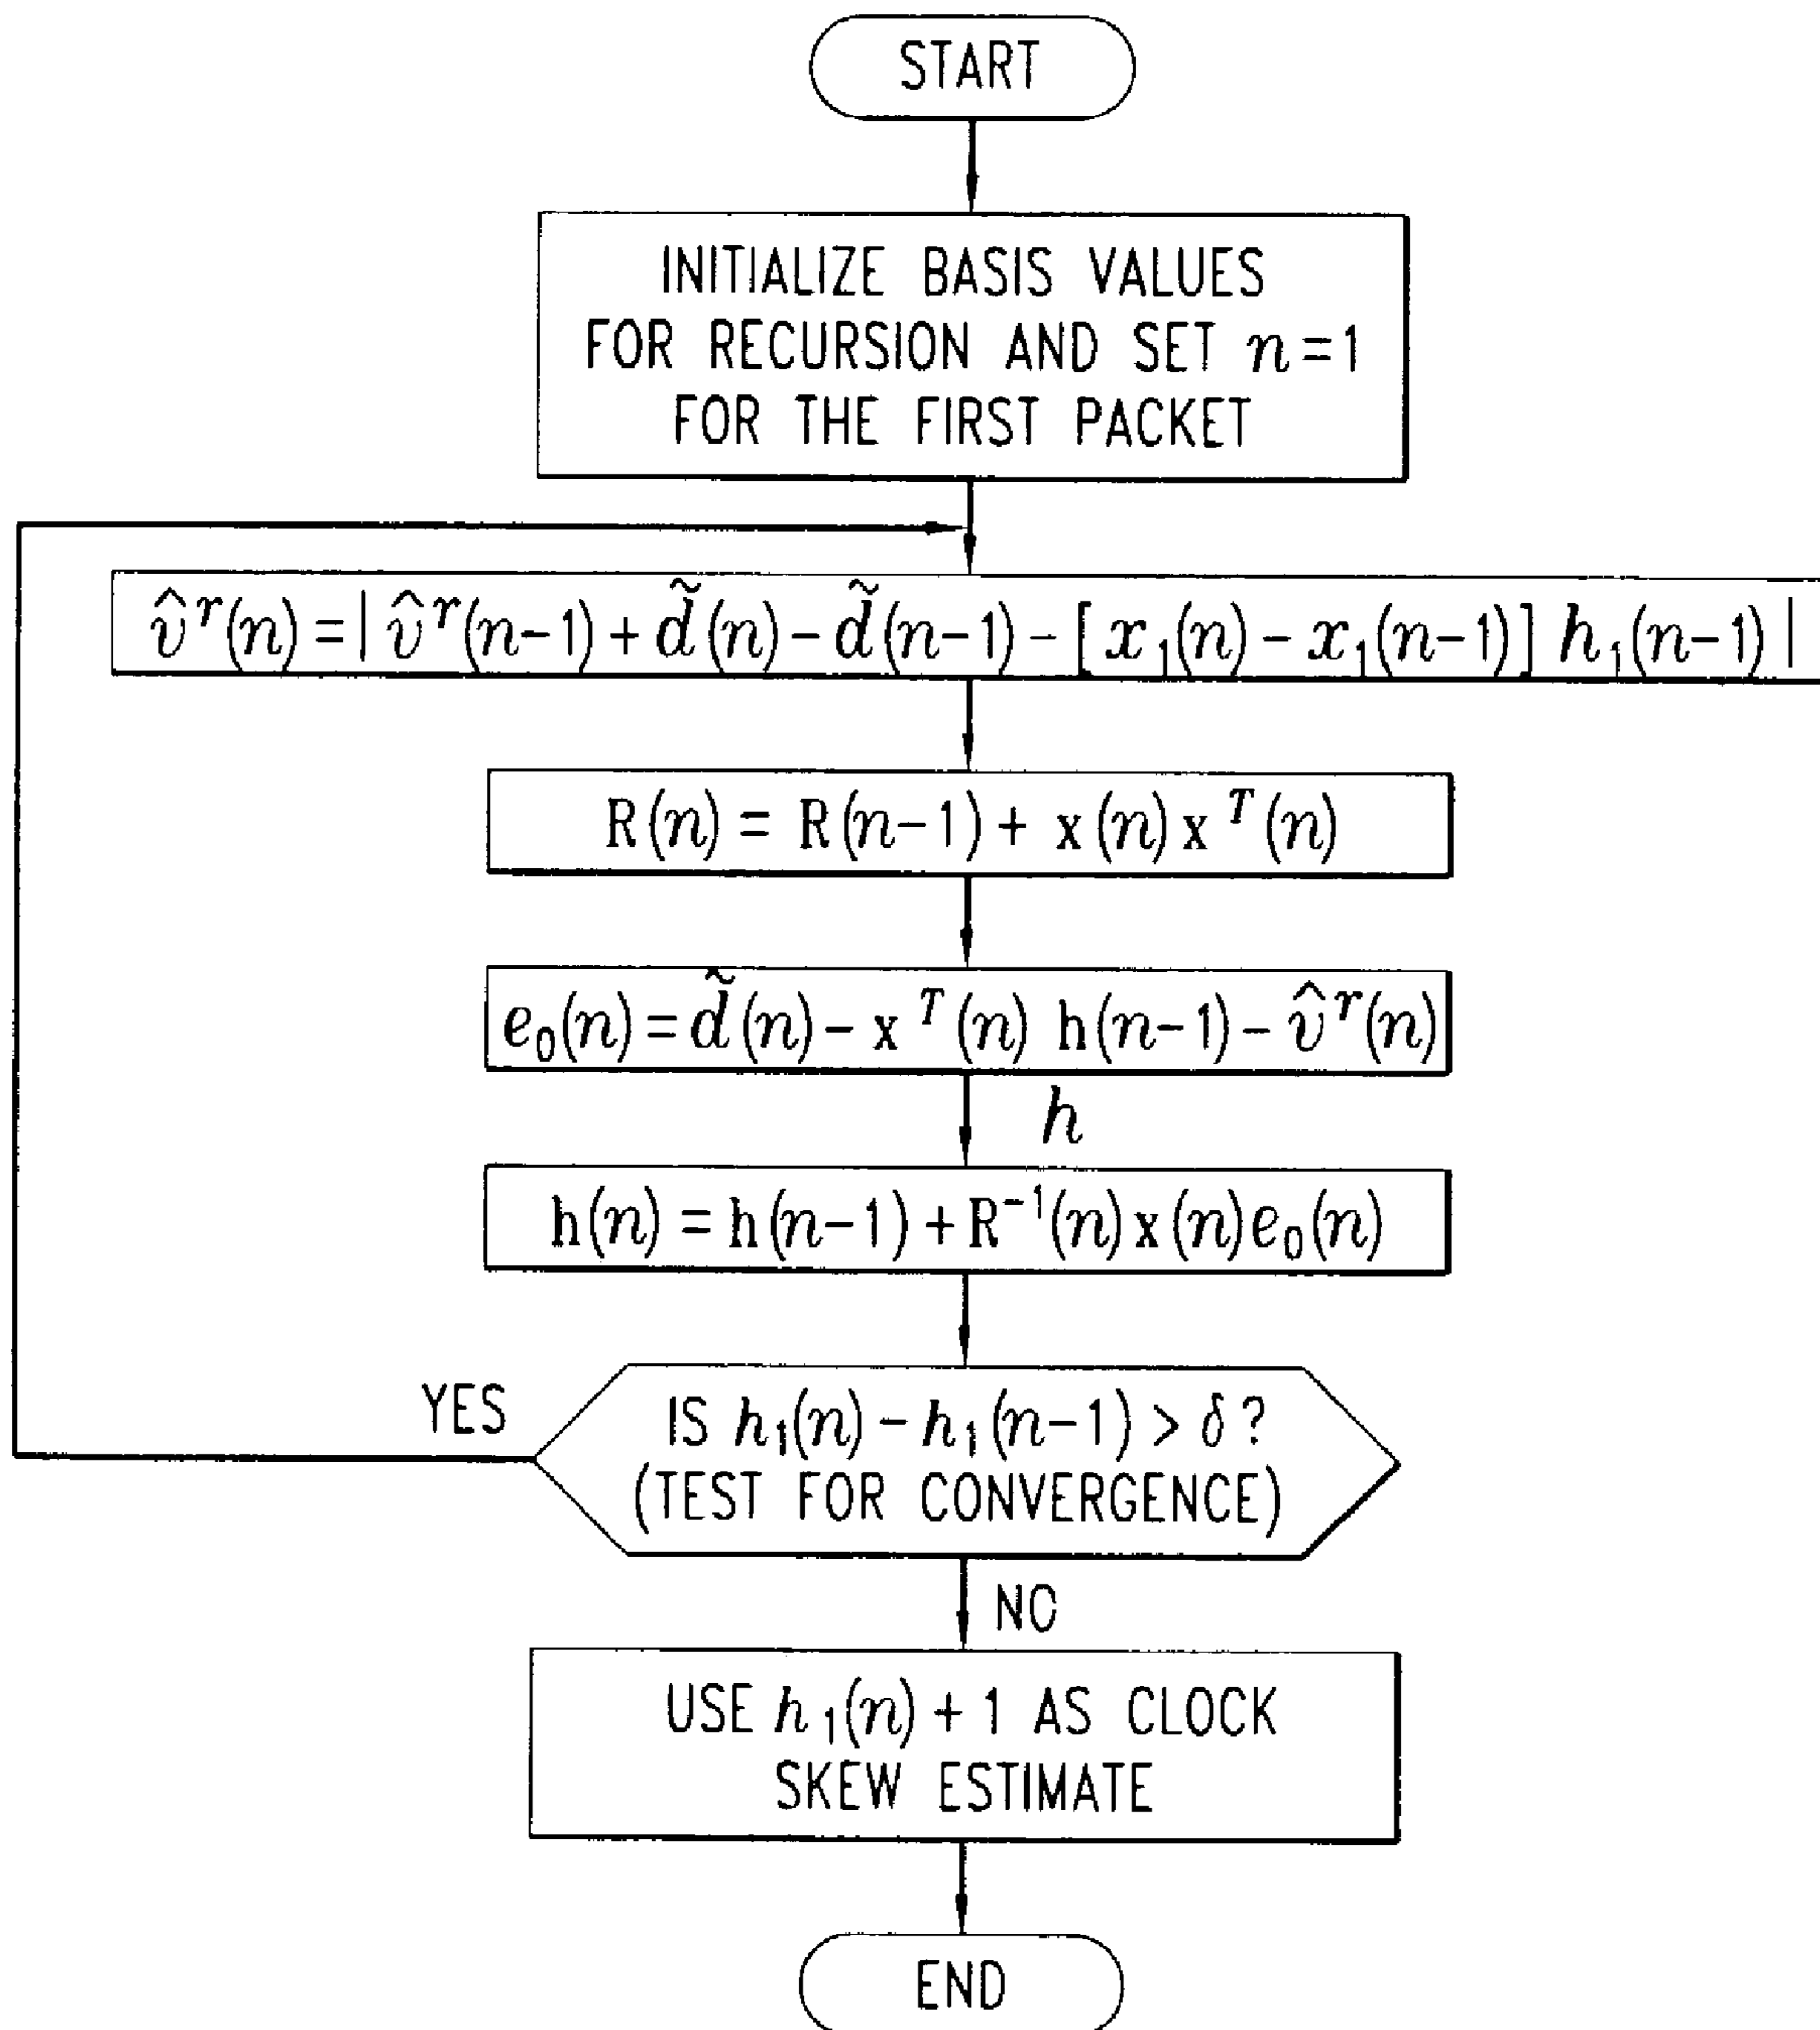 START
INITIALIZE BASIS VALUES
FOR RECURSION AND SET n=1
FOR THE FIRST PACKET
v̂ʳ(n) = | v̂ʳ(n-1) + d̃(n) - d̃(n-1) - [x₁(n) - x₁(n-1)] h₁(n-1) |
R(n) = R(n-1) + x(n) xᵀ(n)
e₀(n) = d̃(n) - xᵀ(n) h(n-1) - v̂ʳ(n)
h
h(n) = h(n-1) + R⁻¹(n) x(n) e₀(n)
YES
IS h₁(n) - h₁(n-1) > δ ?
(TEST FOR CONVERGENCE)
NO
USE h₁(n) + 1 AS CLOCK
SKEW ESTIMATE
END